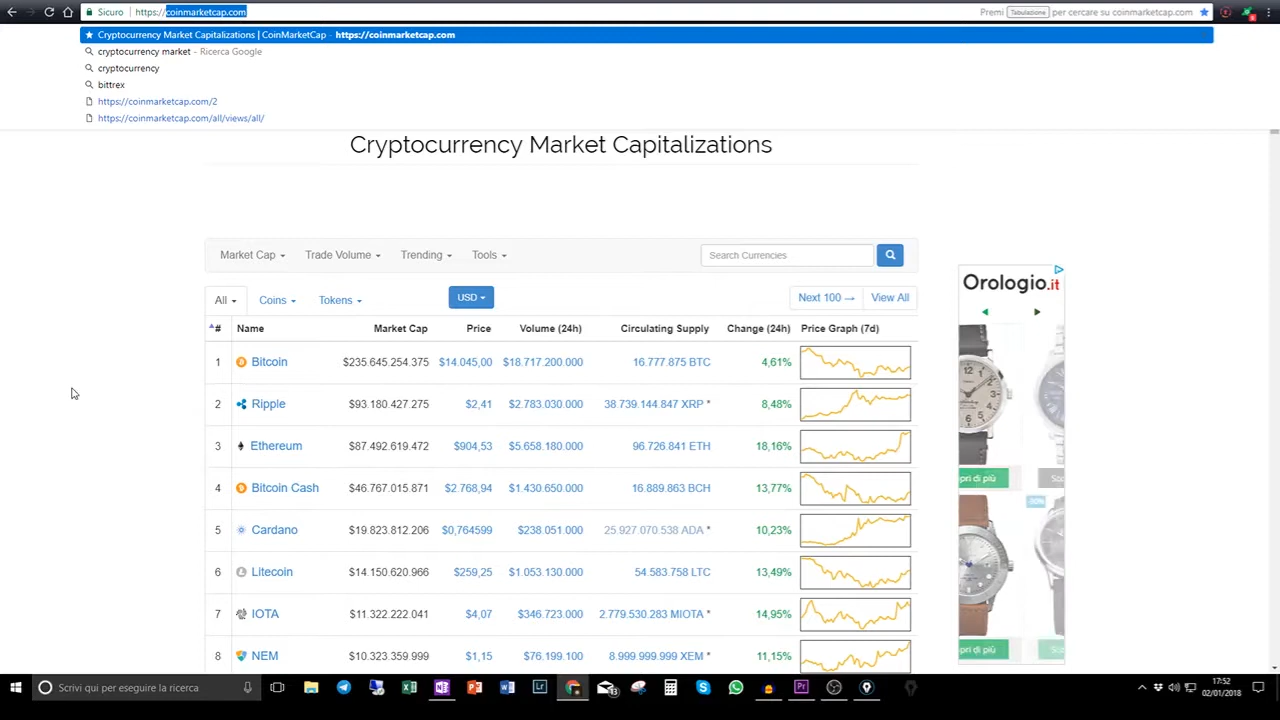 Sicuro https://coinmarketcap.com Premi Tabulazione per cercare su coinmarketcap.com
Cryptocurrency Market Capitalizations | CoinMarketCap - https://coinmarketcap.com
cryptocurrency market – Ricerca Google
cryptocurrency
bittrex
https://coinmarketcap.com/2
https://coinmarketcap.com/all/views/all/
Cryptocurrency Market Capitalizations
Market Cap Trade Volume Trending Tools Search Currencies
All Coins Tokens USD Next 100 → View All
# Name Market Cap Price Volume (24h) Circulating Supply Change (24h) Price Graph (7d)
1 Bitcoin $235.645.254.375 $14.045,00 $18.717.200.000 16.777.875 BTC 4,61%
2 Ripple $93.180.427.275 $2,41 $2.783.030.000 38.739.144.847 XRP * 8,48%
3 Ethereum $87.492.619.472 $904,53 $5.658.180.000 96.726.841 ETH 18,16%
4 Bitcoin Cash $46.767.015.871 $2.768,94 $1.430.650.000 16.889.863 BCH 13,77%
5 Cardano $19.823.812.206 $0,764599 $238.051.000 25.927.070.538 ADA * 10,23%
6 Litecoin $14.150.620.966 $259,25 $1.053.130.000 54.583.758 LTC 13,49%
7 IOTA $11.322.222.041 $4,07 $346.723.000 2.779.530.283 MIOTA * 14,95%
8 NEM $10.323.359.999 $1,15 $76.199.100 8.999.999.999 XEM * 11,15%
Orologio.it
pri di più
pri di più
Scrivi qui per eseguire la ricerca
13
17:52
02/01/2018